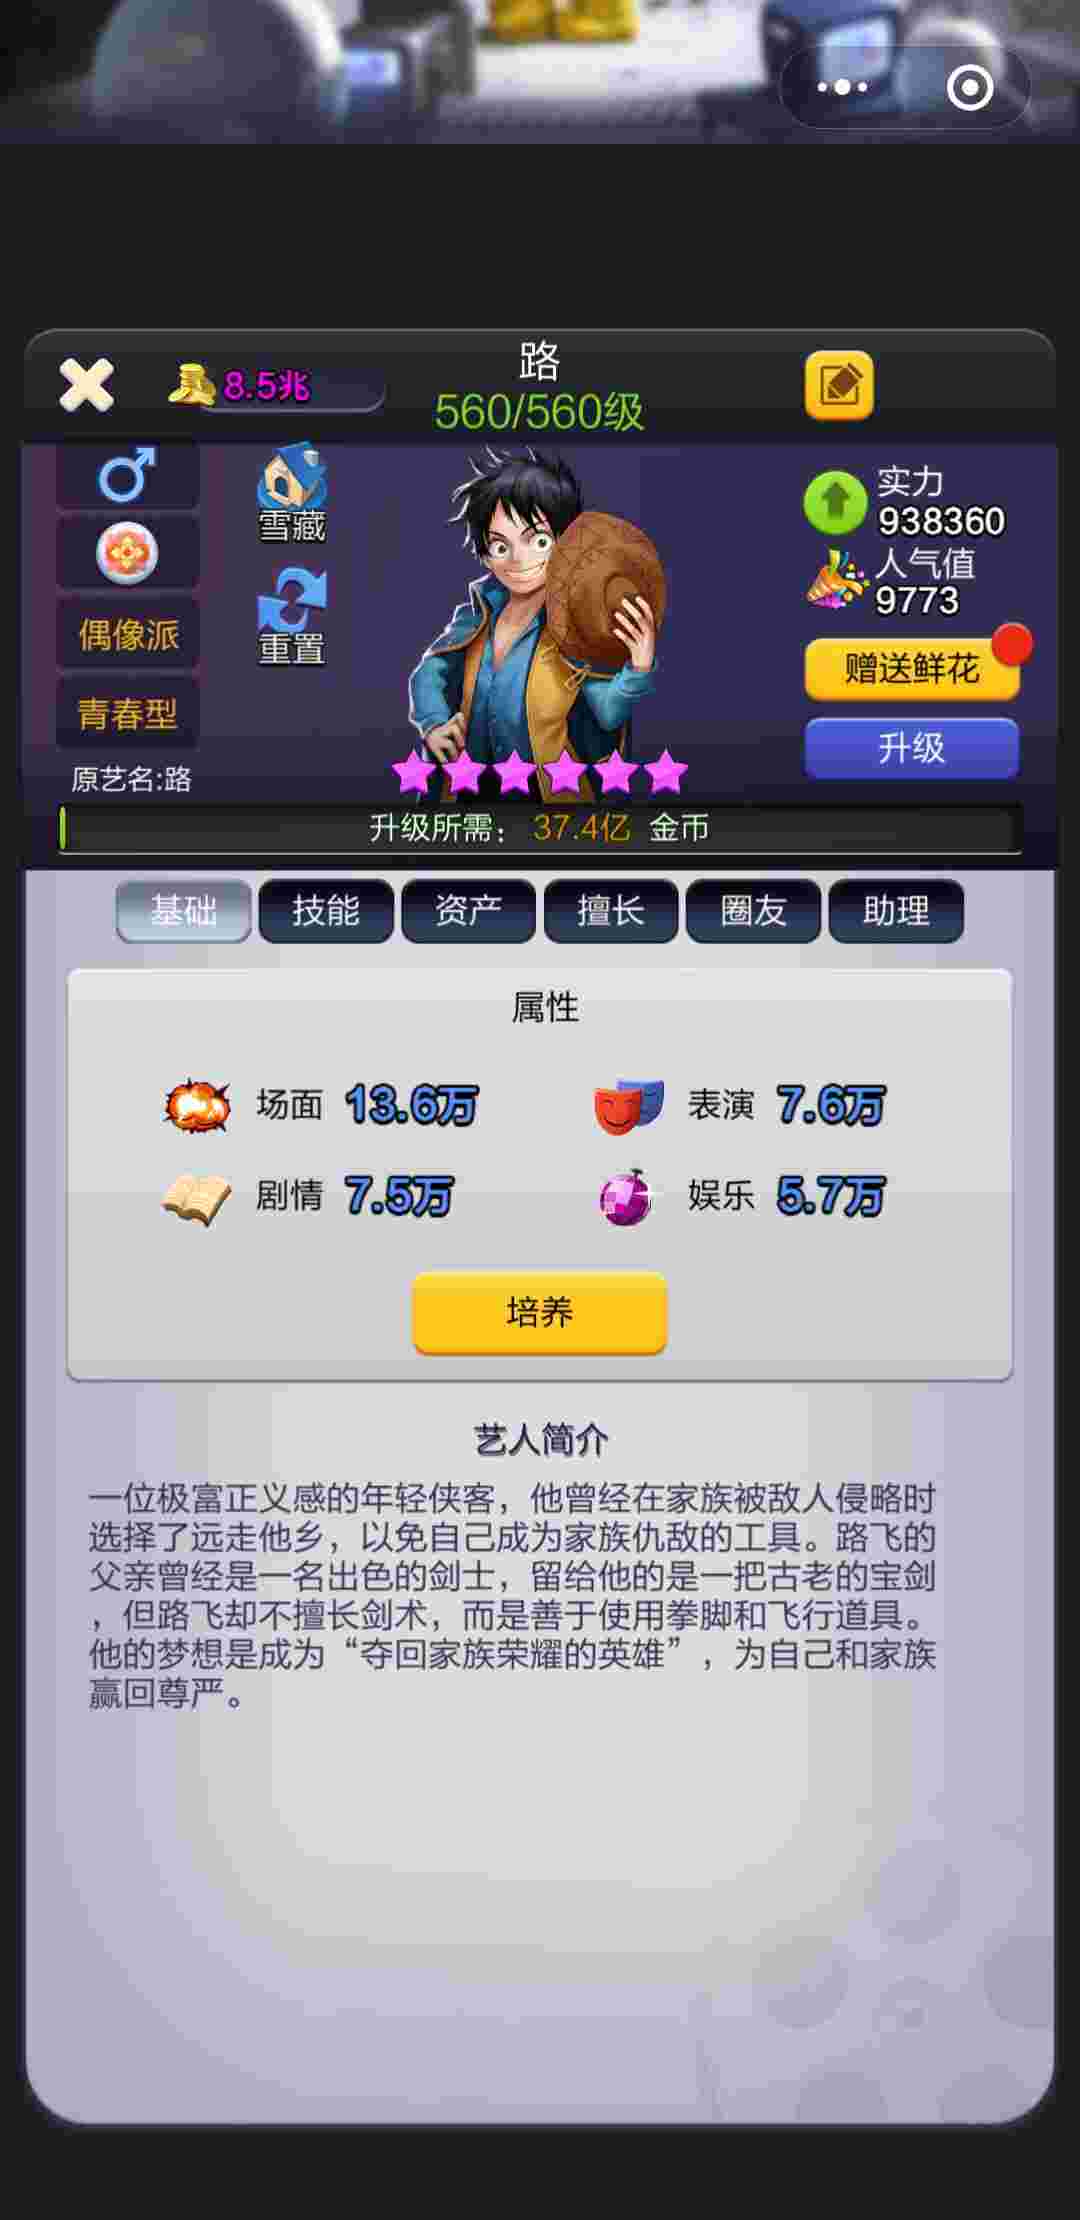 路
8.5兆
560/560级
雪藏
重置
偶像派
青春型
原艺名:路
实力
938360
人气值
9773
赠送鲜花
升级
升级所需： 37.4亿 金币
基础 技能 资产 擅长 圈友 助理
属性
场面 13.6万 表演 7.6万
剧情 7.5万 娱乐 5.7万
培养
艺人简介
一位极富正义感的年轻侠客，他曾经在家族被敌人侵略时
选择了远走他乡，以免自己成为家族仇敌的工具。路飞的
父亲曾经是一名出色的剑士，留给他的是一把古老的宝剑
，但路飞却不擅长剑术，而是善于使用拳脚和飞行道具。
他的梦想是成为“夺回家族荣耀的英雄”，为自己和家族
赢回尊严。